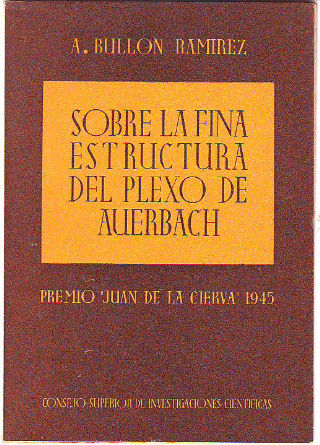 A. BULLON RAMIREZ
SOBRE LA FINA
ESTRUCTURA
DEL PLEXO DE
AUERBACH
PREMIO 'JUAN DE LA CIERVA' 1945
CONSEJO SUPERIOR DE INVESTIGACIONES CIENTIFICAS